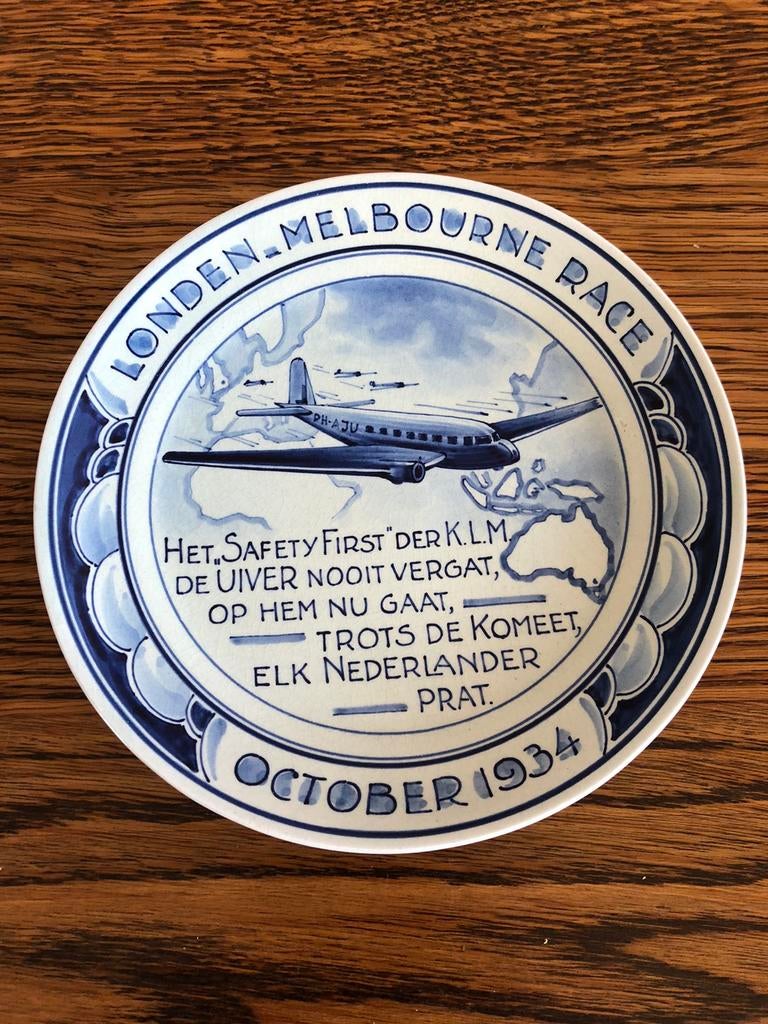 LONDEN-MELBOURNE RACE
PH-AJU
HET „SAFETY FIRST" DER K.L.M.
DE UIVER NOOIT VERGAT,
OP HEM NU GAAT,
TROTS DE KOMEET,
ELK NEDERLANDER
PRAT.
OCTOBER 1934